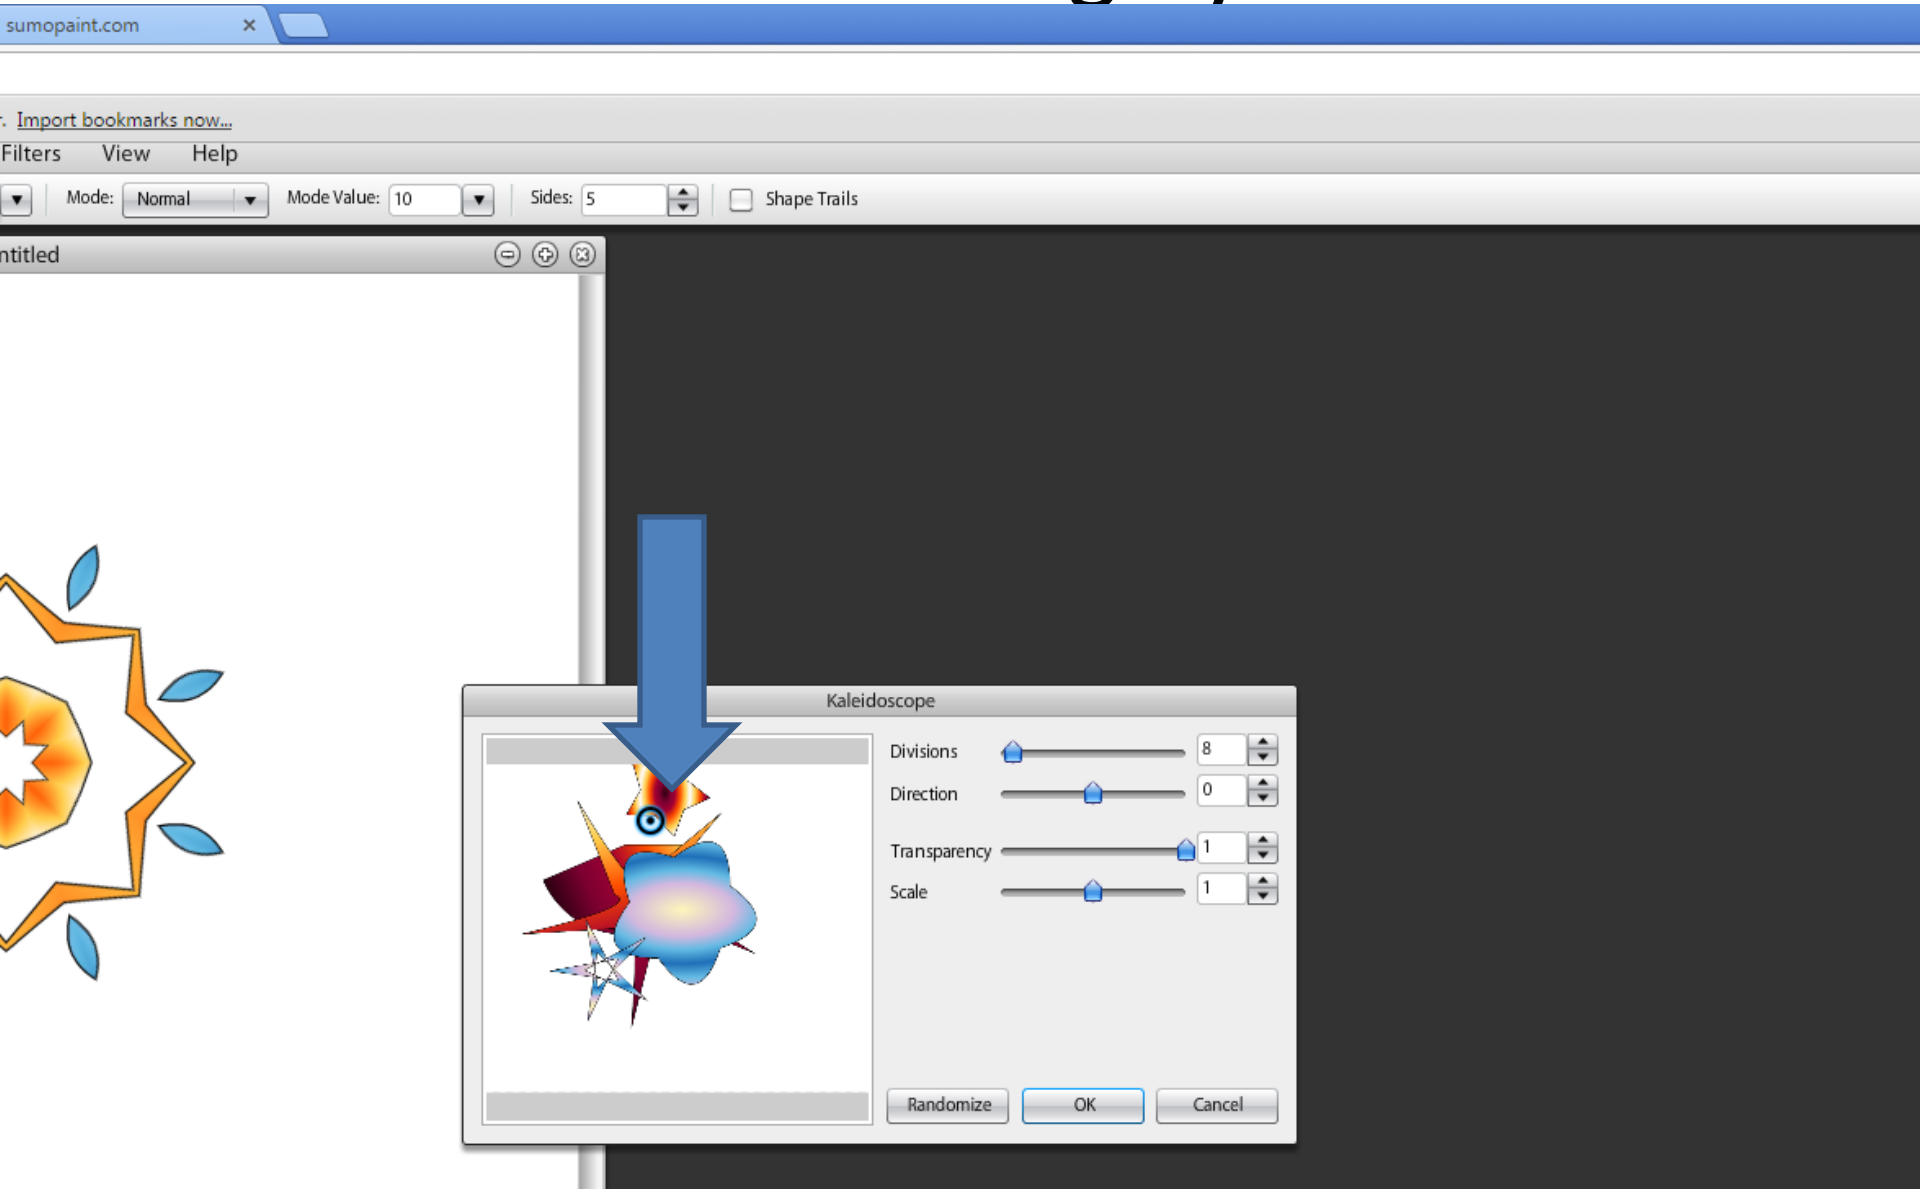 sumopaint.com
Import bookmarks now...
Filters View Help
Mode: Normal Mode Value: 10 Sides: 5 Shape Trails
ntitled
Kaleidoscope
Divisions 8
Direction 0
Transparency 1
Scale 1
Randomize OK Cancel